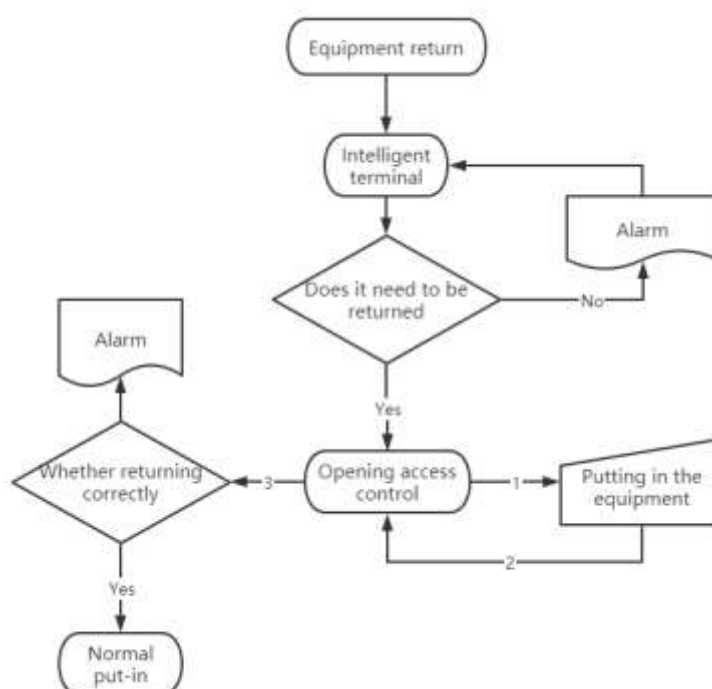 Equipment return
Intelligent
terminal
Alarm
Does it need to be
returned
No
Alarm
Yes
Whether returning
correctly
3
Opening access
control
1
Putting in the
equipment
2
Yes
Normal
put-in